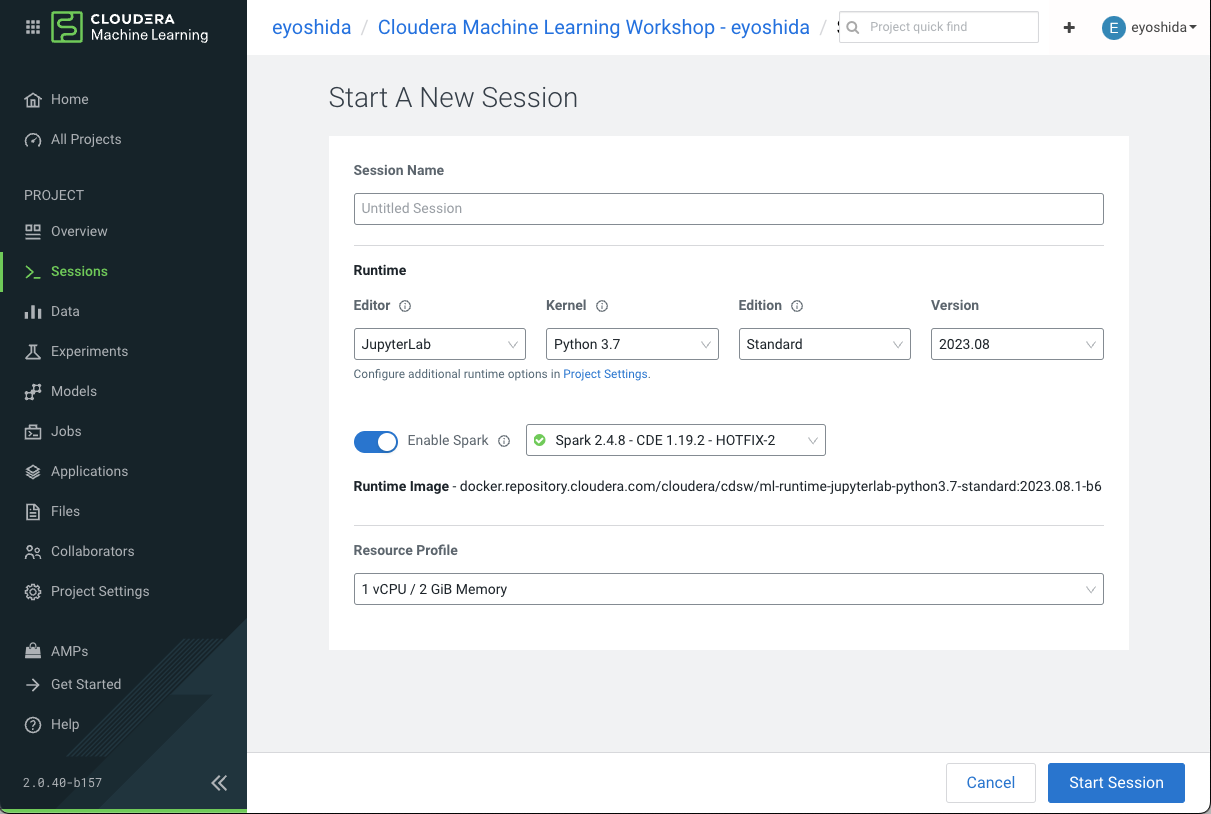 CLOUDERA
Machine Learning
Home
All Projects
PROJECT
Overview
Sessions
Data
Experiments
Models
Jobs
Applications
Files
Collaborators
Project Settings
AMPs
Get Started
Help
2.0.40-b157
eyoshida / Cloudera Machine Learning Workshop - eyoshida /
Project quick find
+
E eyoshida
Start A New Session
Session Name
Untitled Session
Runtime
Editor Kernel Edition Version
JupyterLab Python 3.7 Standard 2023.08
Configure additional runtime options in Project Settings.
Enable Spark Spark 2.4.8 - CDE 1.19.2 - HOTFIX-2
Runtime Image - docker.repository.cloudera.com/cloudera/cdsw/ml-runtime-jupyterlab-python3.7-standard:2023.08.1-b6
Resource Profile
1 vCPU / 2 GiB Memory
Cancel Start Session